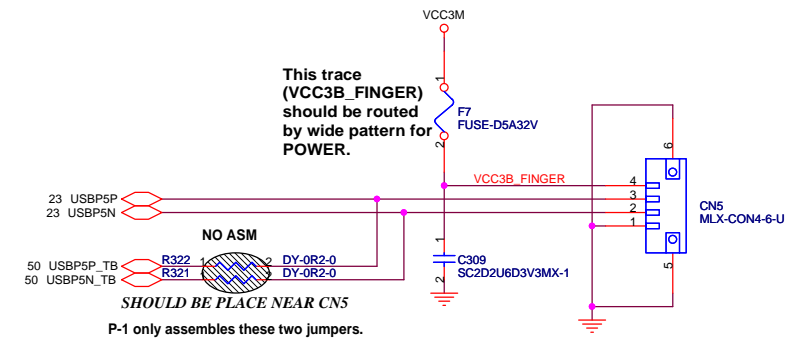 VCC3M
This trace
(VCC3B_FINGER)
should be routed
by wide pattern for
POWER.
1
F7
FUSE-D5A32V
2
VCC3B_FINGER
6
4
3
2
1
CN5
MLX-CON4-6-U
5
23 USBP5P
23 USBP5N
NO ASM
50 USBP5P_TB
R322 1 2 DY-0R2-0
50 USBP5N_TB
R321 1 2 DY-0R2-0
1
C309
SC2D2U6D3V3MX-1
2
SHOULD BE PLACE NEAR CN5
P-1 only assembles these two jumpers.